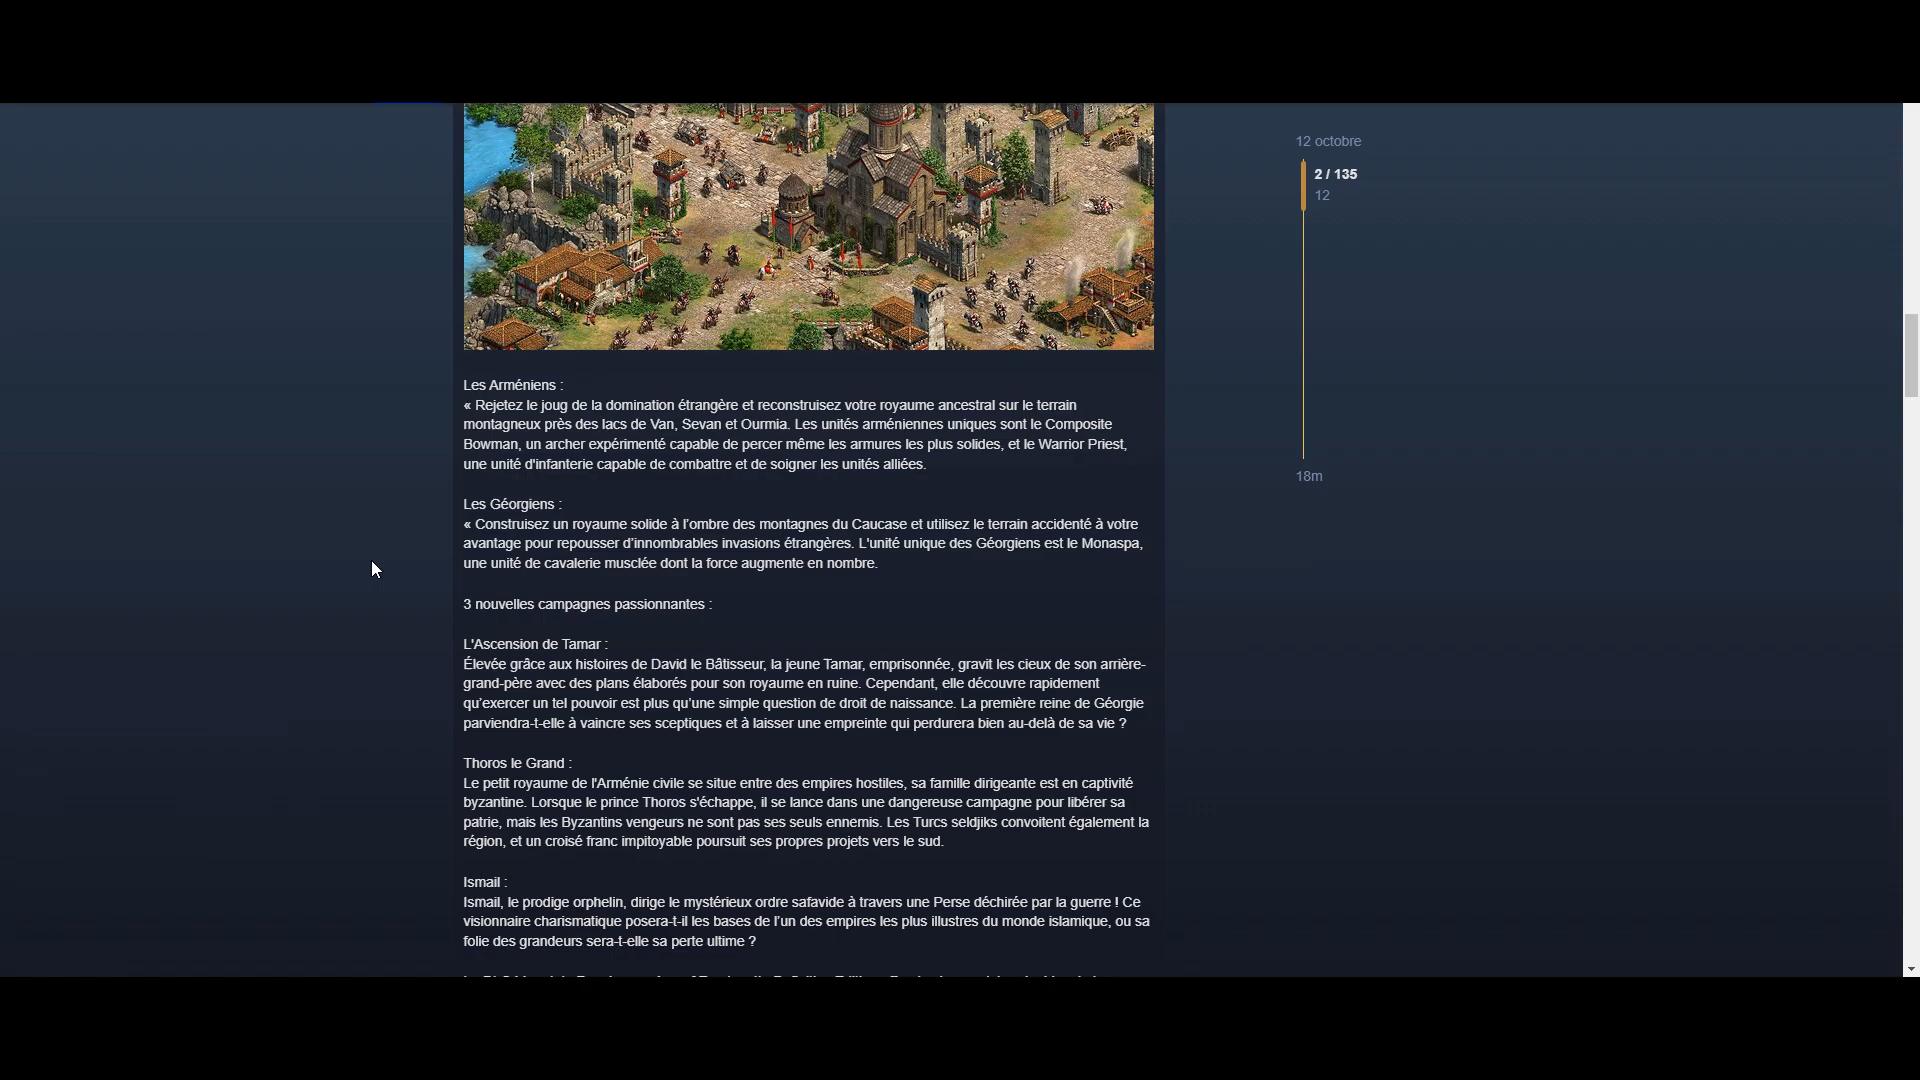 12 octobre
2 / 135
12
18m
Les Arméniens :
« Rejetez le joug de la domination étrangère et reconstruisez votre royaume ancestral sur le terrain
montagneux près des lacs de Van, Sevan et Ourmia. Les unités arméniennes uniques sont le Composite
Bowman, un archer expérimenté capable de percer même les armures les plus solides, et le Warrior Priest,
une unité d'infanterie capable de combattre et de soigner les unités alliées.
Les Géorgiens :
« Construisez un royaume solide à l’ombre des montagnes du Caucase et utilisez le terrain accidenté à votre
avantage pour repousser d’innombrables invasions étrangères. L'unité unique des Géorgiens est le Monaspa,
une unité de cavalerie musclée dont la force augmente en nombre.
3 nouvelles campagnes passionnantes :
L'Ascension de Tamar :
Élevée grâce aux histoires de David le Bâtisseur, la jeune Tamar, emprisonnée, gravit les cieux de son arrière-
grand-père avec des plans élaborés pour son royaume en ruine. Cependant, elle découvre rapidement
qu’exercer un tel pouvoir est plus qu’une simple question de droit de naissance. La première reine de Géorgie
parviendra-t-elle à vaincre ses sceptiques et à laisser une empreinte qui perdurera bien au-delà de sa vie ?
Thoros le Grand :
Le petit royaume de l'Arménie civile se situe entre des empires hostiles, sa famille dirigeante est en captivité
byzantine. Lorsque le prince Thoros s'échappe, il se lance dans une dangereuse campagne pour libérer sa
patrie, mais les Byzantins vengeurs ne sont pas ses seuls ennemis. Les Turcs seldjiks convoitent également la
région, et un croisé franc impitoyable poursuit ses propres projets vers le sud.
Ismail :
Ismail, le prodige orphelin, dirige le mystérieux ordre safavide à travers une Perse déchirée par la guerre ! Ce
visionnaire charismatique posera-t-il les bases de l’un des empires les plus illustres du monde islamique, ou sa
folie des grandeurs sera-t-elle sa perte ultime ?